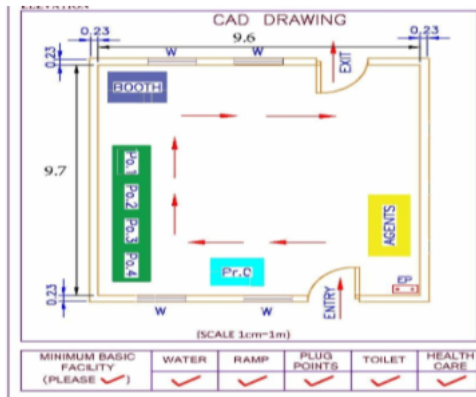 ELEVATION
CAD DRAWING
0.23
9.6
0.23
0.23
W
W
EXIT
BOOTH
9.7
Po.1
Po.2
Po.3
Po.4
AGENTS
Pr.O
0.23
ENTRY
W
W
(SCALE 1cm=1m)
MINIMUM BASIC FACILITY (PLEASE ✓)
WATER
RAMP
PLUG POINTS
TOILET
HEALTH CARE